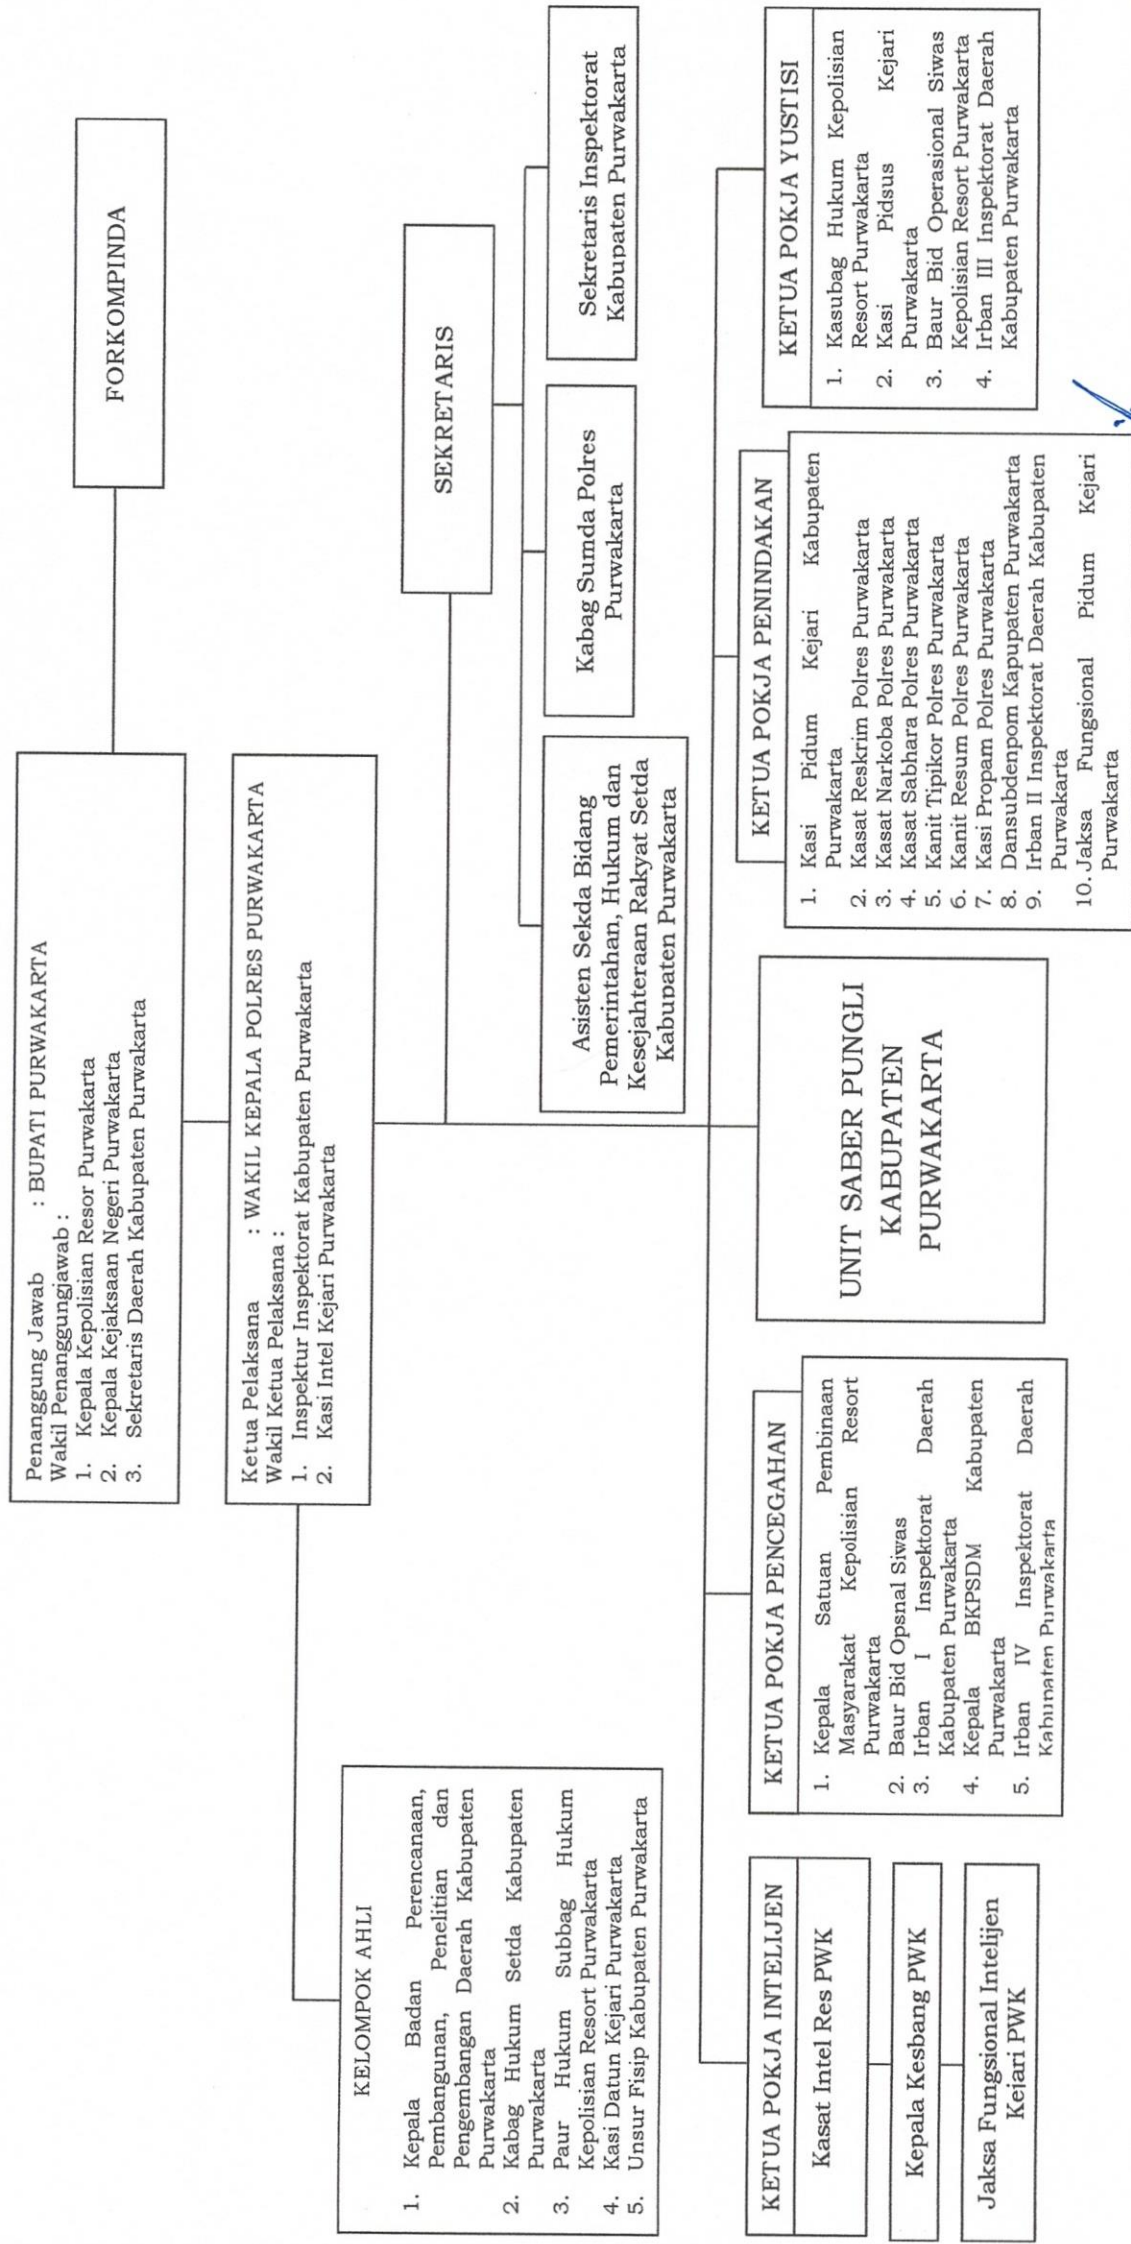 Penanggung Jawab : BUPATI PURWAKARTA
Wakil Penanggungjawab :
1. Kepala Kepolisian Resor Purwakarta
2. Kepala Kejaksaan Negeri Purwakarta
3. Sekretaris Daerah Kabupaten Purwakarta
FORKOMPINDA
Ketua Pelaksana : WAKIL KEPALA POLRES PURWAKARTA
Wakil Ketua Pelaksana :
1. Inspektur Inspektorat Kabupaten Purwakarta
2. Kasi Intel Kejari Purwakarta
KELOMPOK AHLI
1. Kepala Badan Perencanaan,
Pembangunan, Penelitian dan
Pengembangan Daerah Kabupaten
Purwakarta
2. Kabag Hukum Setda Kabupaten
Purwakarta
3. Paur Hukum Subbag Hukum
Kepolisian Resort Purwakarta
4. Kasi Datun Kejari Purwakarta
5. Unsur Fisip Kabupaten Purwakarta
SEKRETARIS
Asisten Sekda Bidang
Pemerintahan, Hukum dan
Kesejahteraan Rakyat Setda
Kabupaten Purwakarta
Kabag Sumda Polres
Purwakarta
Sekretaris Inspektorat
Kabupaten Purwakarta
KETUA POKJA INTELIJEN
Kasat Intel Res PWK
Kepala Kesbang PWK
Jaksa Fungsional Intelijen
Kejari PWK
KETUA POKJA PENCEGAHAN
1. Kepala Satuan Pembinaan
Masyarakat Kepolisian Resort
Purwakarta
2. Baur Bid Opsnal Siwas
3. Irban I Inspektorat Daerah
Kabupaten Purwakarta
4. Kepala BKPSDM Kabupaten
Purwakarta
5. Irban IV Inspektorat Daerah
Kabupaten Purwakarta
UNIT SABER PUNGLI
KABUPATEN
PURWAKARTA
KETUA POKJA PENINDAKAN
1. Kasi Pidum Kejari Kabupaten
Purwakarta
2. Kasat Reskrim Polres Purwakarta
3. Kasat Narkoba Polres Purwakarta
4. Kasat Sabhara Polres Purwakarta
5. Kanit Tipikor Polres Purwakarta
6. Kanit Resum Polres Purwakarta
7. Kasi Propam Polres Purwakarta
8. Dansubdenpom Kapupaten Purwakarta
9. Irban II Inspektorat Daerah Kabupaten
Purwakarta
10. Jaksa Fungsional Pidum Kejari
Purwakarta
KETUA POKJA YUSTISI
1. Kasubag Hukum Kepolisian
Resort Purwakarta
2. Kasi Pidsus Kejari
Purwakarta
3. Baur Bid Operasional Siwas
Kepolisian Resort Purwakarta
4. Irban III Inspektorat Daerah
Kabupaten Purwakarta